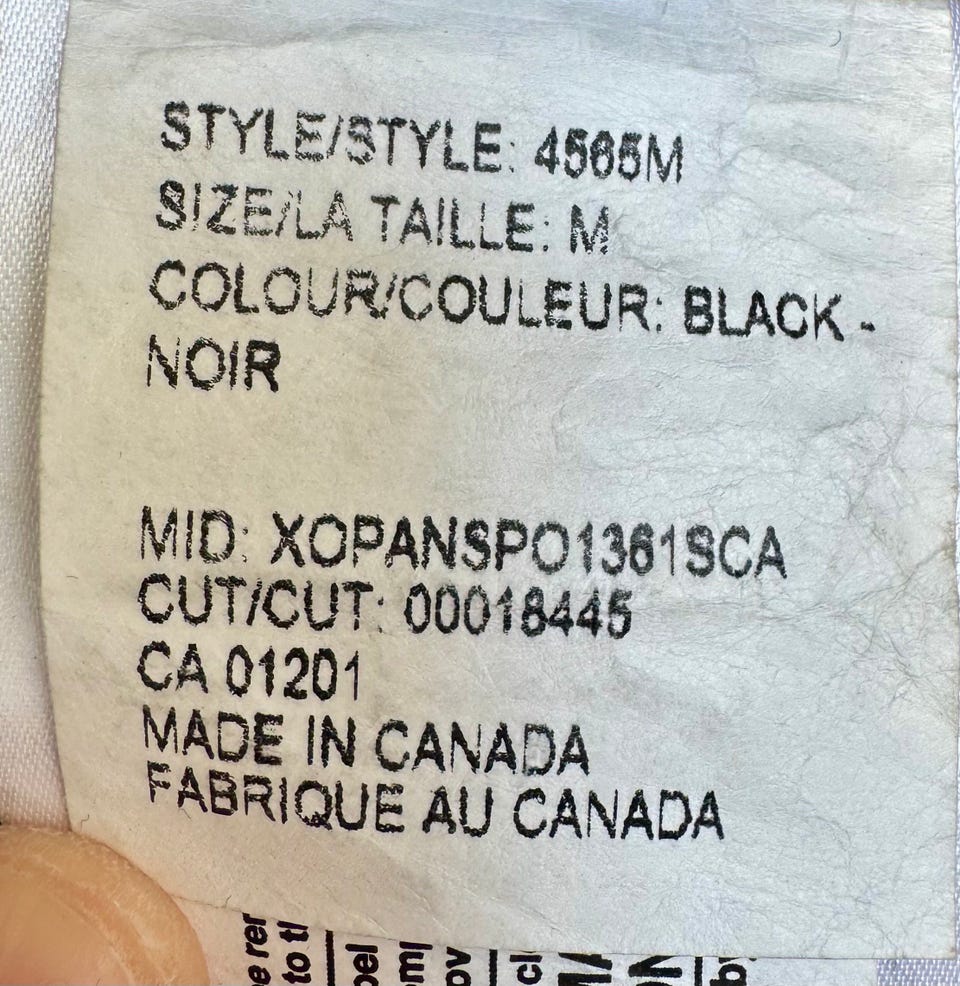 STYLE/STYLE: 4565M
SIZE/LA TAILLE: M
COLOUR/COULEUR: BLACK -
NOIR
MID: XOPANSPO1361SCA
CUT/CUT: 00018445
CA 01201
MADE IN CANADA
FABRIQUE AU CANADA
to